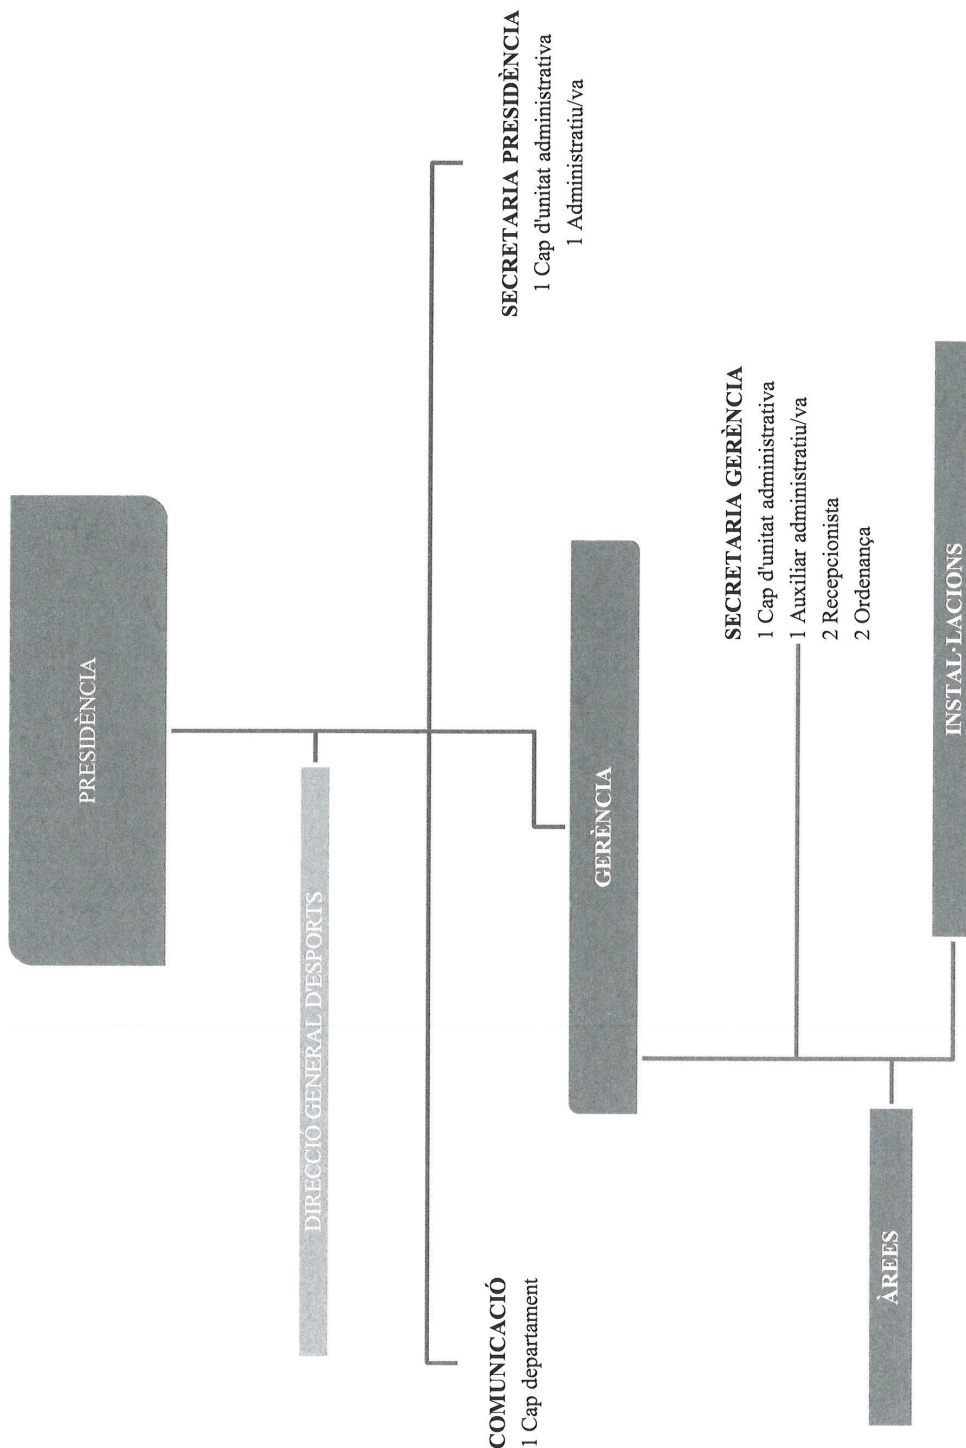 PRESIDÈNCIA
DIRECCIÓ GENERAL D'ESPORTS
COMUNICACIÓ
1 Cap departament
SECRETARIA PRESIDÈNCIA
1 Cap d'unitat administrativa
1 Administratiu/va
GERÈNCIA
SECRETARIA GERÈNCIA
1 Cap d'unitat administrativa
1 Auxiliar administratiu/va
2 Recepcionista
2 Ordenança
ÀREES
INSTAL·LACIONS